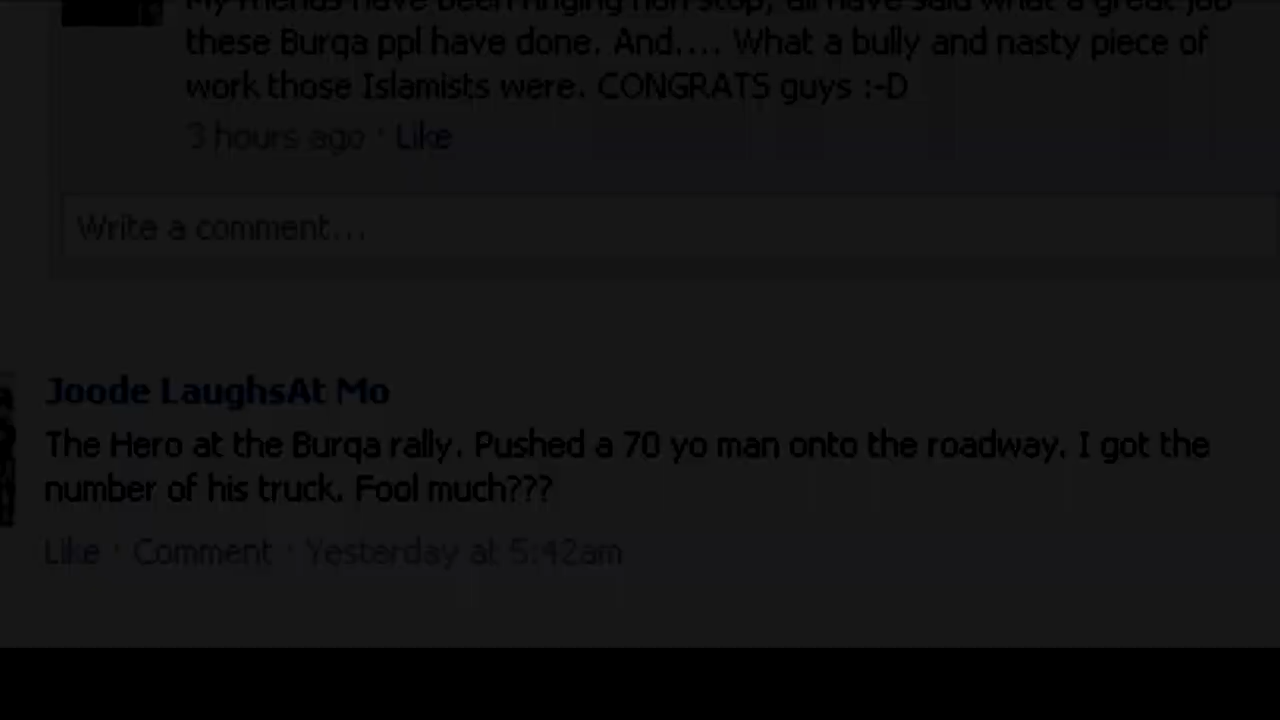 My friends have been ringing non stop, all have said what a great job
these Burqa ppl have done. And.... What a bully and nasty piece of
work those Islamists were. CONGRATS guys :-D
3 hours ago · Like
Write a comment...
Joode LaughsAt Mo
The Hero at the Burqa rally. Pushed a 70 yo man onto the roadway. I got the
number of his truck. Fool much???
Like · Comment · Yesterday at 5:42am